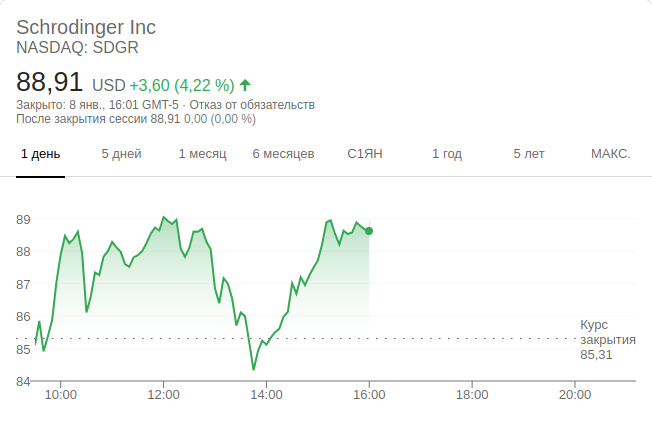 Schrodinger Inc
NASDAQ: SDGR
88,91 USD +3,60 (4,22 %)
Закрыто: 8 янв., 16:01 GMT-5 · Отказ от обязательств
После закрытия сессии 88,91 0,00 (0,00 %)
1 день 5 дней 1 месяц 6 месяцев С1ЯН 1 год 5 лет МАКС.
89
88
87
86
85
84
Курс
закрытия
85,31
10:00 12:00 14:00 16:00 18:00 20:00